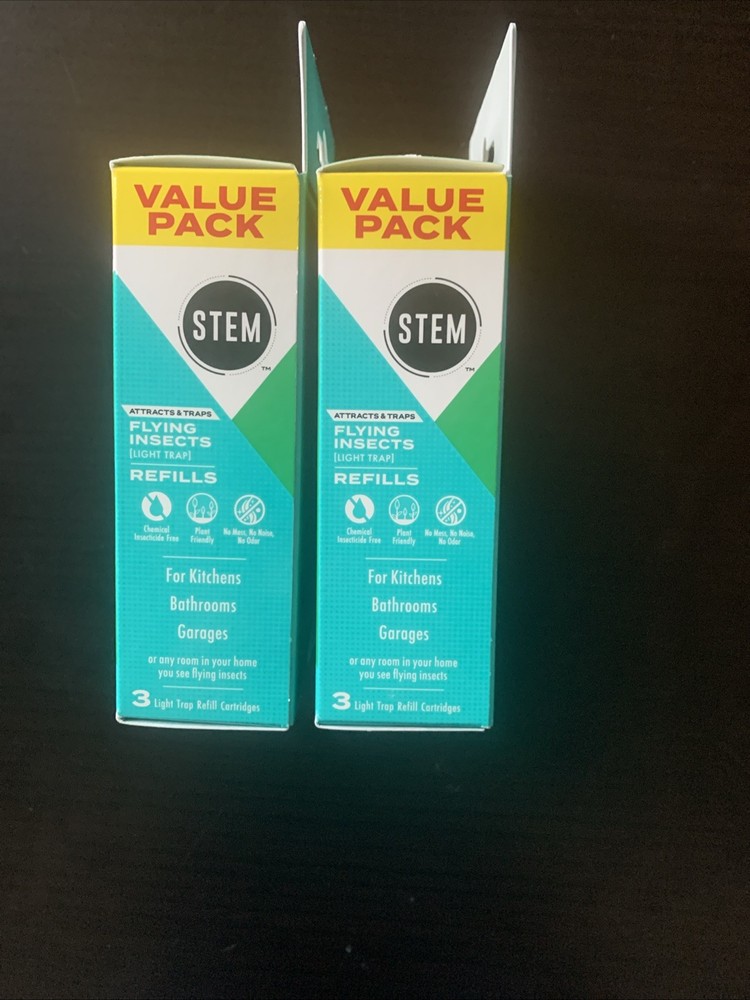 VALUE
PACK
STEM
TM
ATTRACTS & TRAPS
FLYING
INSECTS
[LIGHT TRAP]
REFILLS
Chemical
Insecticide Free
Plant
Friendly
No Mess, No Noise,
No Odor
For Kitchens
Bathrooms
Garages
or any room in your home
you see flying insects
3 Light Trap Refill Cartridges
VALUE
PACK
STEM
TM
ATTRACTS & TRAPS
FLYING
INSECTS
[LIGHT TRAP]
REFILLS
Chemical
Insecticide Free
Plant
Friendly
No Mess, No Noise,
No Odor
For Kitchens
Bathrooms
Garages
or any room in your home
you see flying insects
3 Light Trap Refill Cartridges